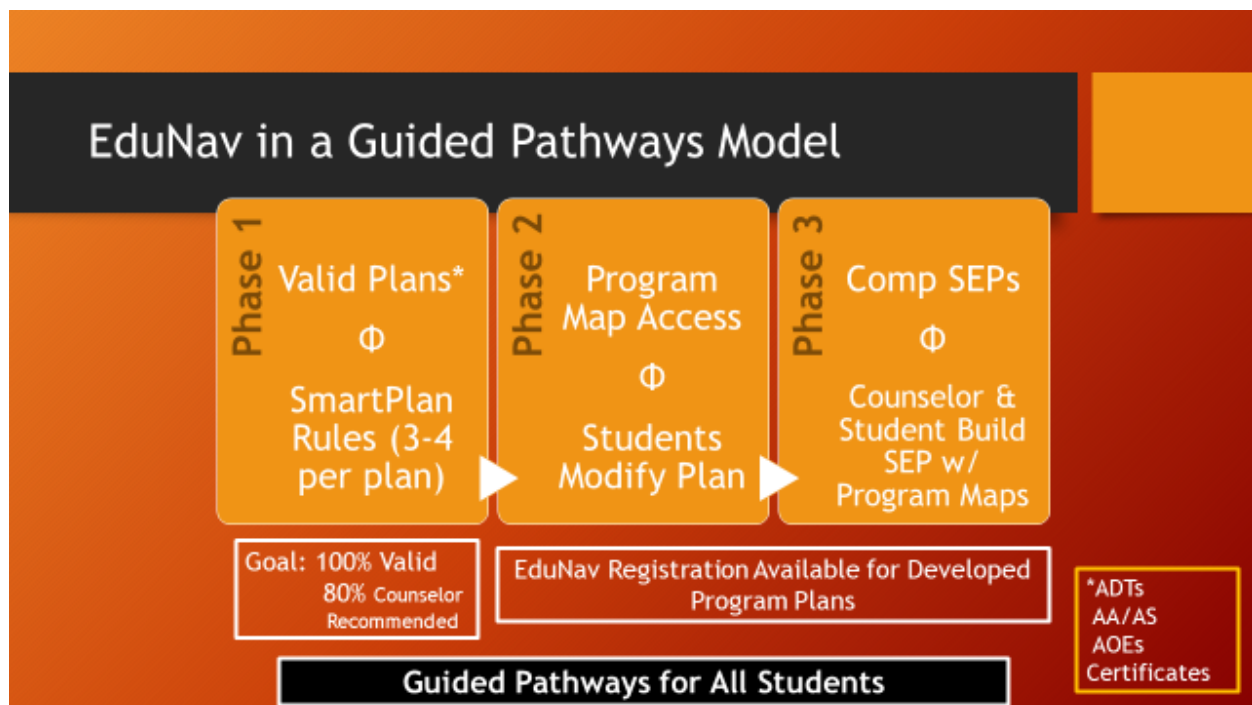 EduNav in a Guided Pathways Model
Phase 1
Valid Plans*
Φ
SmartPlan
Rules (3-4
per plan)
Phase 2
Program
Map Access
Φ
Students
Modify Plan
Phase 3
Comp SEPs
Φ
Counselor &
Student Build
SEP w/
Program Maps
Goal: 100% Valid
80% Counselor
Recommended
EduNav Registration Available for Developed
Program Plans
*ADTs
AA/AS
AOEs
Certificates
Guided Pathways for All Students